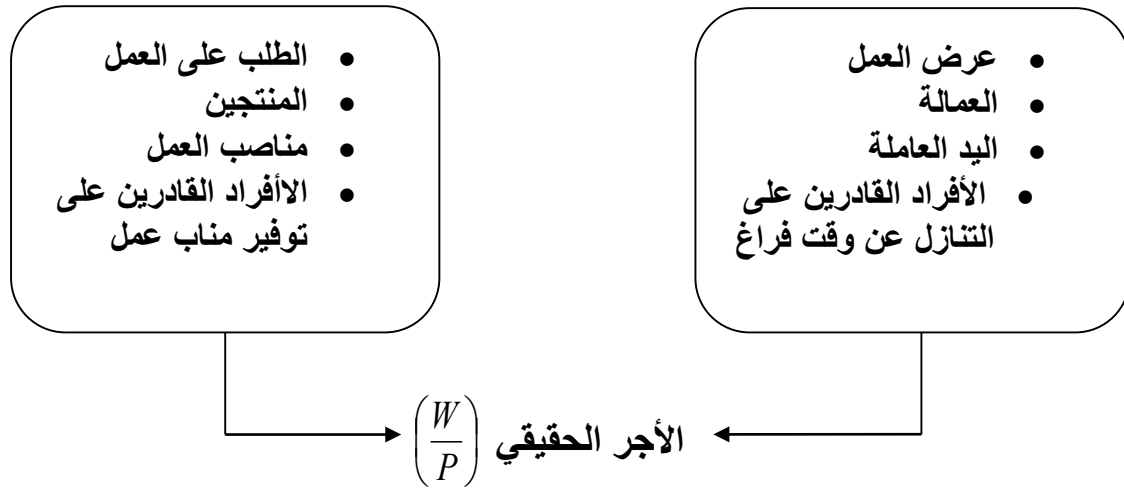 • عرض العمل
• العمالة
• اليد العاملة
• الأفراد القادرين على
التنازل عن وقت فراغ
• الطلب على العمل
• المنتجين
• مناصب العمل
• الاأفراد القادرين على
توفير مناب عمل
الأجر الحقيقي (W/P)